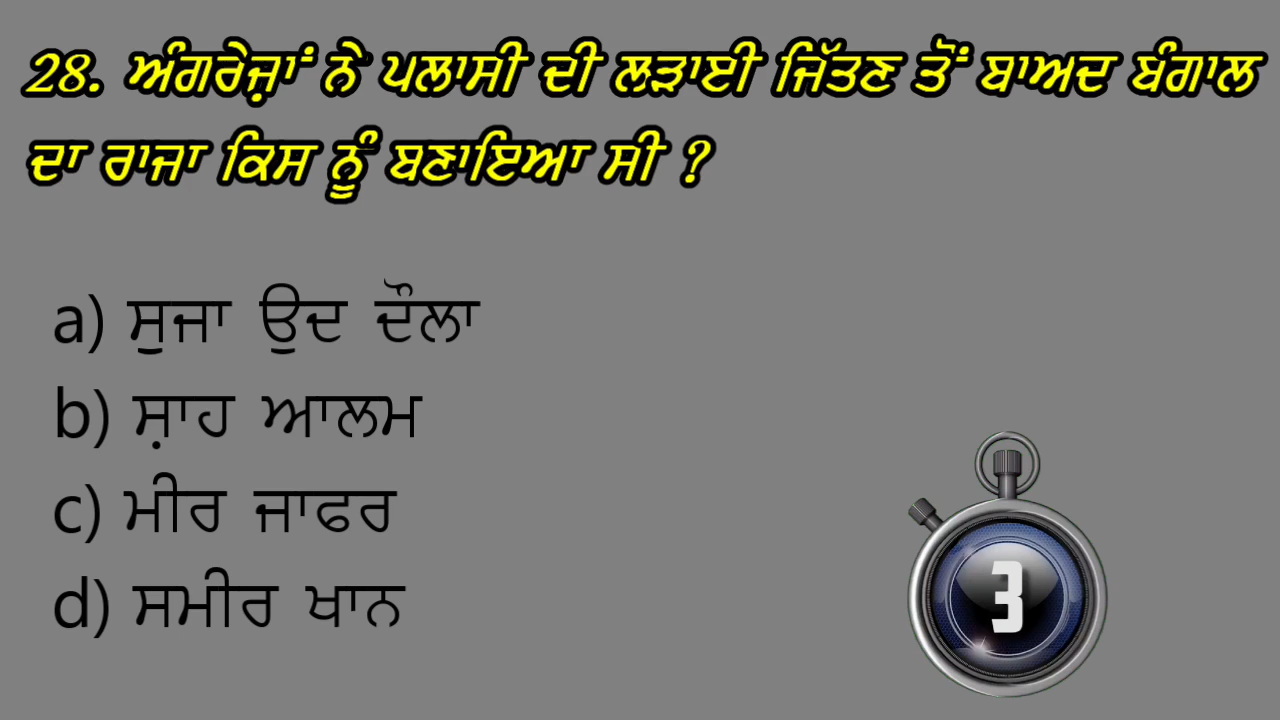 28. ਅੰਗਰੇਜ਼ਾਂ ਨੇ ਪਲਾਸੀ ਦੀ ਲੜਾਈ ਜਿੱਤਣ ਤੋਂ ਬਾਅਦ ਬੰਗਾਲ
ਦਾ ਰਾਜਾ ਕਿਸ ਨੂੰ ਬਣਾਇਆ ਸੀ ?
a) ਸੁਜਾ ਉਦ ਦੌਲਾ
b) ਸ਼ਾਹ ਆਲਮ
c) ਮੀਰ ਜਾਫਰ
d) ਸਮੀਰ ਖਾਨ
3